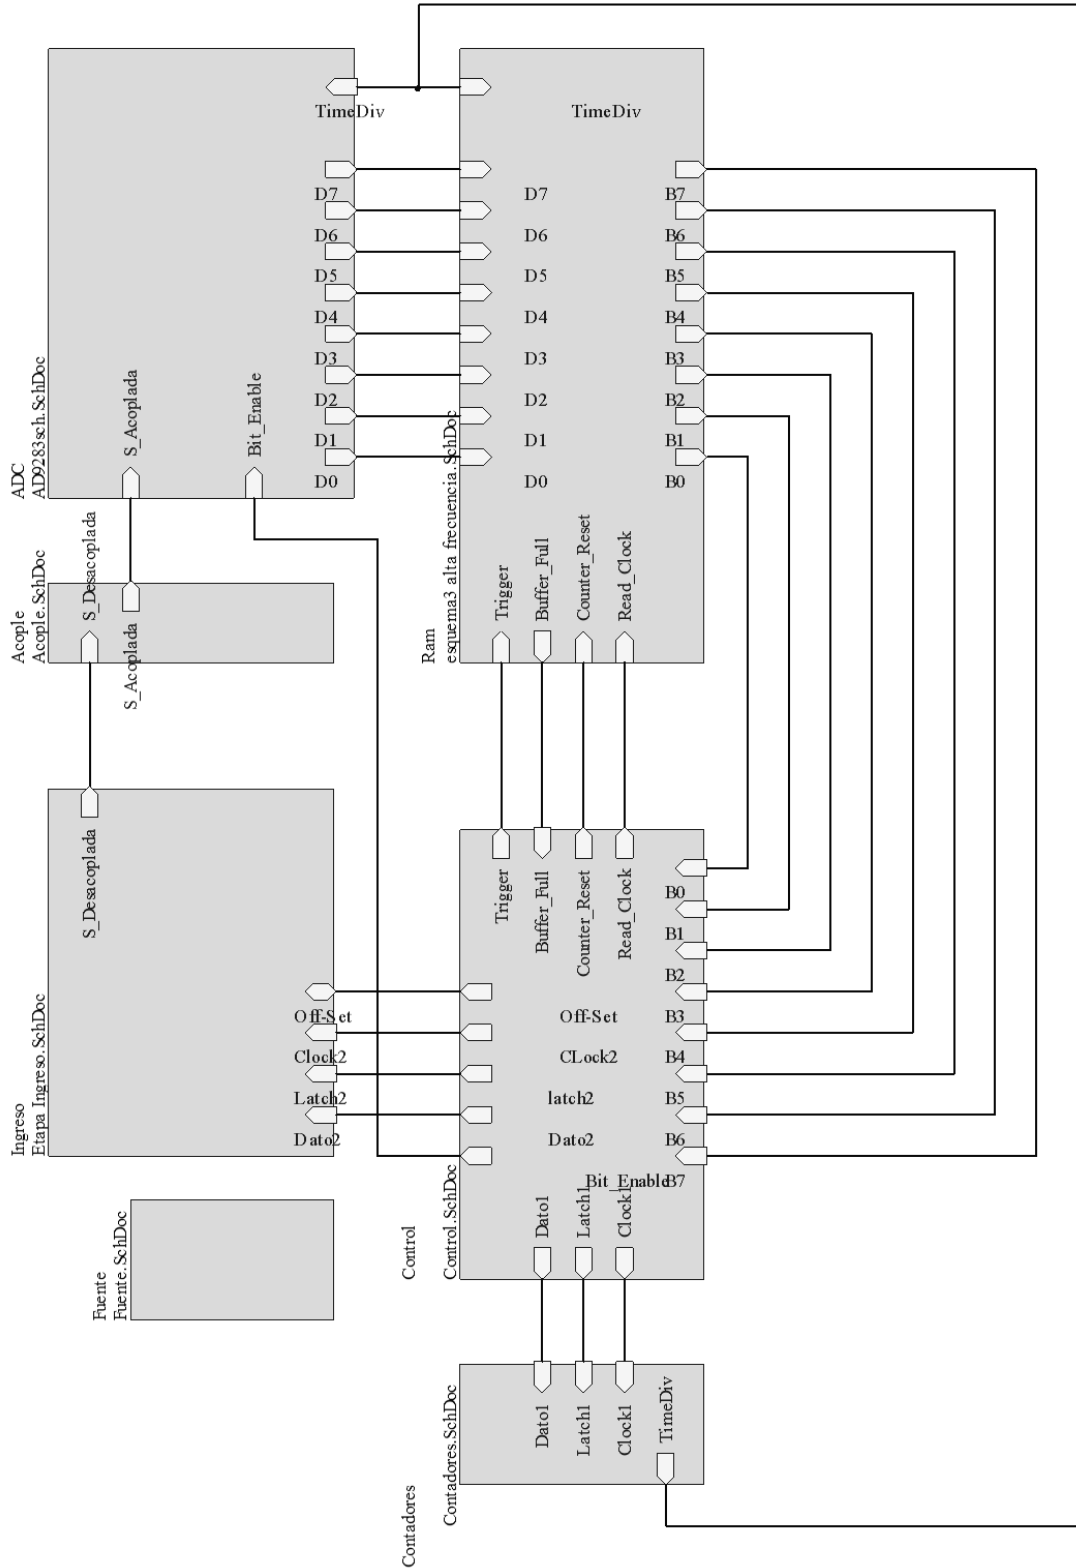 ADC
AD9283sch.SchDoc
S_Acoplada
Bit_Enable
TimeDiv
D7
D6
D5
D4
D3
D2
D1
D0
Ram
esquema3 alta frecuencia.SchDoc
TimeDiv
D7
D6
D5
D4
D3
D2
D1
D0
B7
B6
B5
B4
B3
B2
B1
B0
Trigger
Buffer_Full
Counter_Reset
Read_Clock
Acople
Acople.SchDoc
S_Desacoplada
S_Acoplada
Ingreso
Etapa Ingreso.SchDoc
S_Desacoplada
Off-Set
Clock2
Latch2
Dato2
Control
Control.SchDoc
Trigger
Buffer_Full
Counter_Reset
Read_Clock
Off-Set
CLock2
latch2
Dato2
Bit_Enable
B0
B1
B2
B3
B4
B5
B6
B7
Dato1
Latch1
Clock1
Fuente
Fuente.SchDoc
Contadores
Contadores.SchDoc
Dato1
Latch1
Clock1
TimeDiv